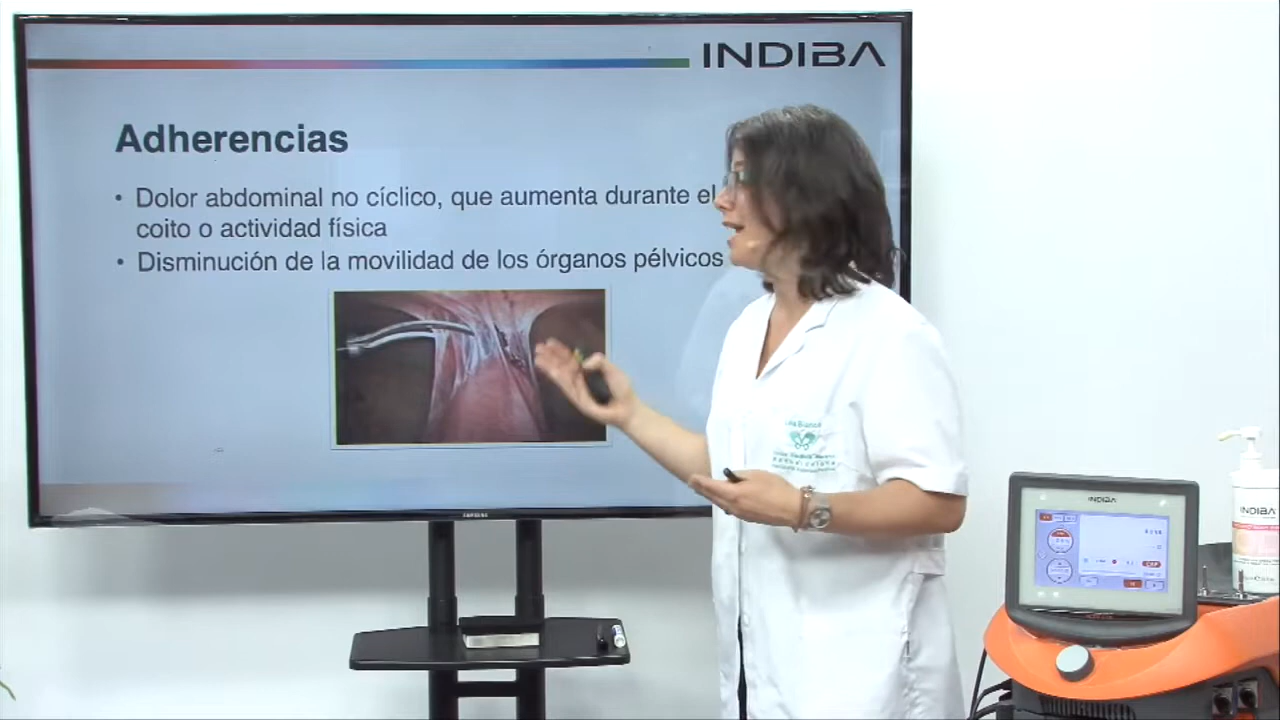 INDIBA
Adherencias
• Dolor abdominal no cíclico, que aumenta durante el
coito o actividad física
• Disminución de la movilidad de los órganos pélvicos
SAMSUNG
INDIBA
INDIBA